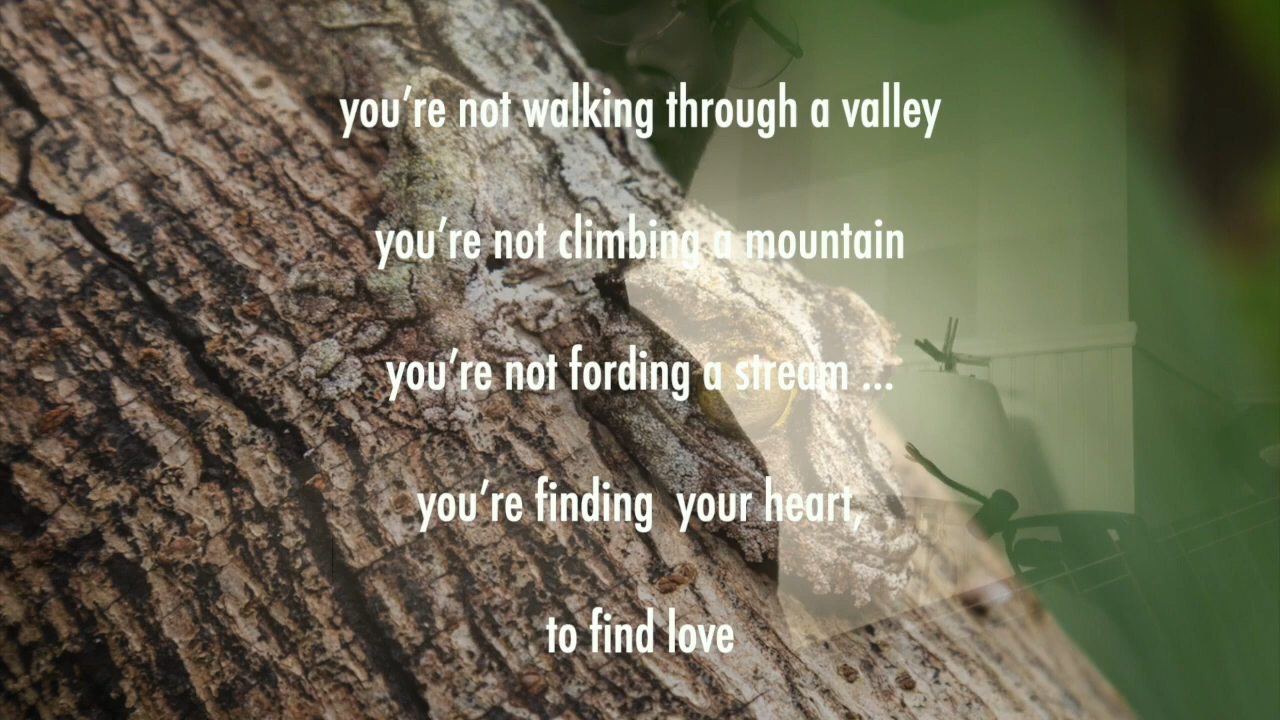 you’re not walking through a valley
you’re not climbing a mountain
you’re not fording a stream ...
you’re finding  your heart,
to find love